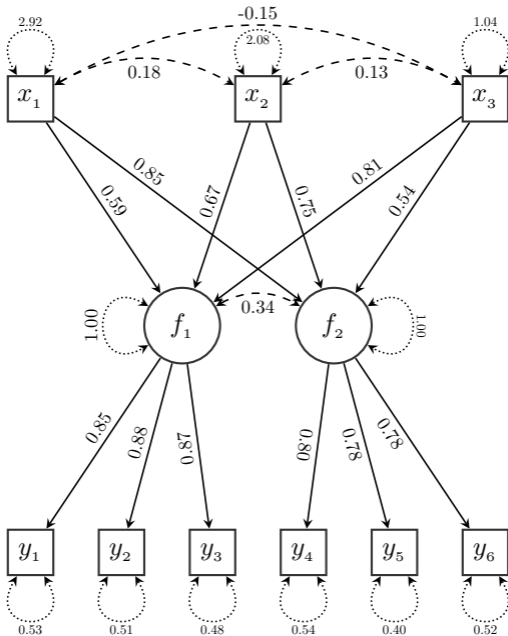 -0.15
2.92
2.08
1.04
0.18
0.13
x₁
x₂
x₃
0.59
0.85
0.67
0.75
0.81
0.54
1.00
f₁
0.34
f₂
1.00
0.85
0.88
0.87
0.80
0.78
0.78
y₁
y₂
y₃
y₄
y₅
y₆
0.53
0.51
0.48
0.54
0.40
0.52